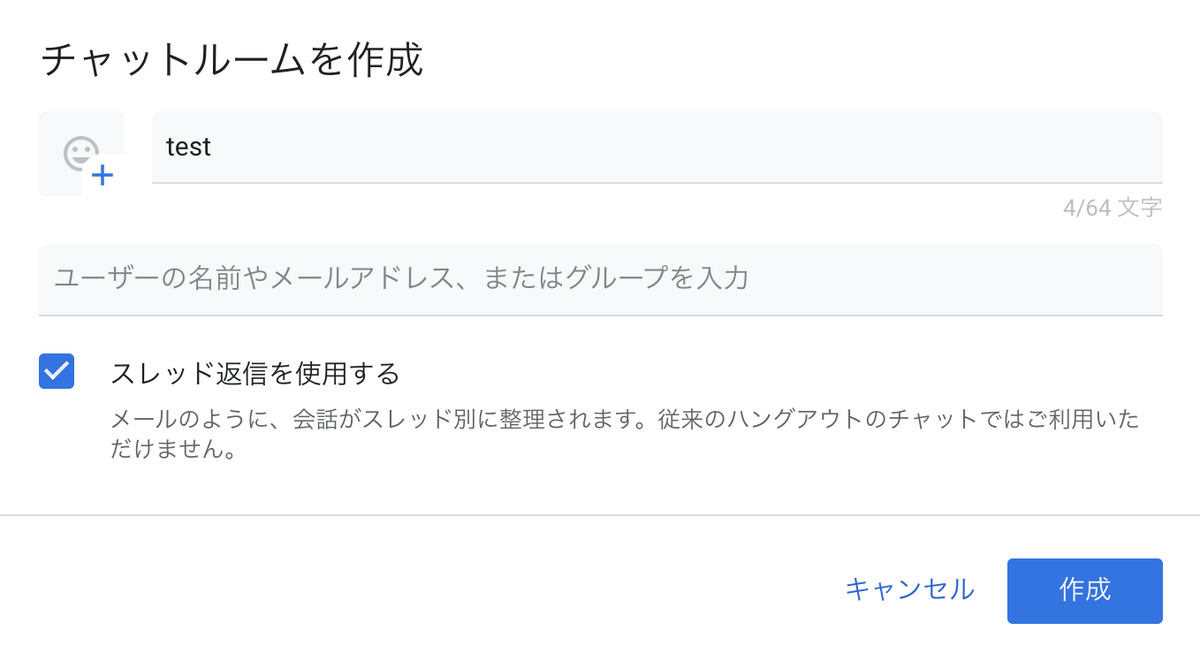 チャットルームを作成
test
4/64 文字
ユーザーの名前やメールアドレス、またはグループを入力
スレッド返信を使用する
メールのように、会話がスレッド別に整理されます。従来のハングアウトのチャットではご利用いた
だけません。
キャンセル
作成